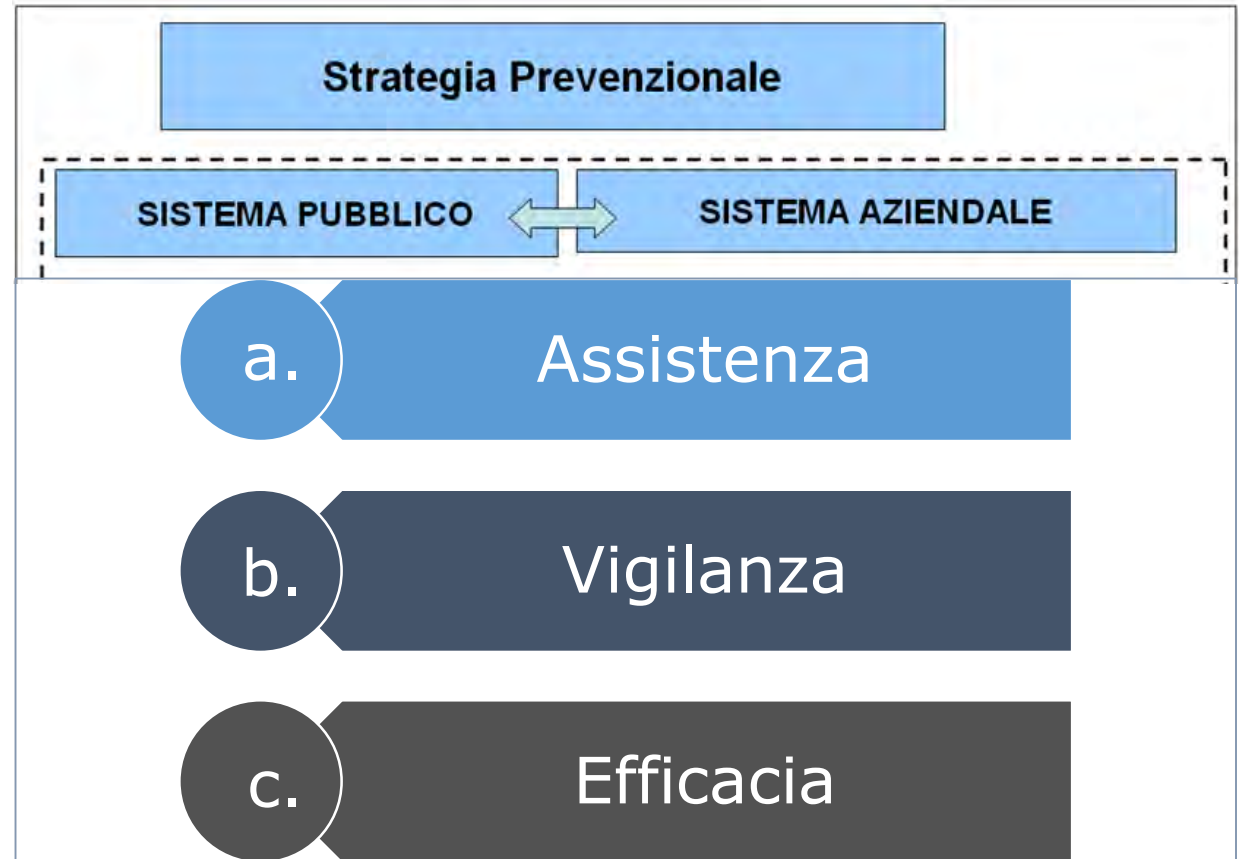 Strategia Prevenzionale
SISTEMA PUBBLICO
SISTEMA AZIENDALE
a. Assistenza
b. Vigilanza
c. Efficacia